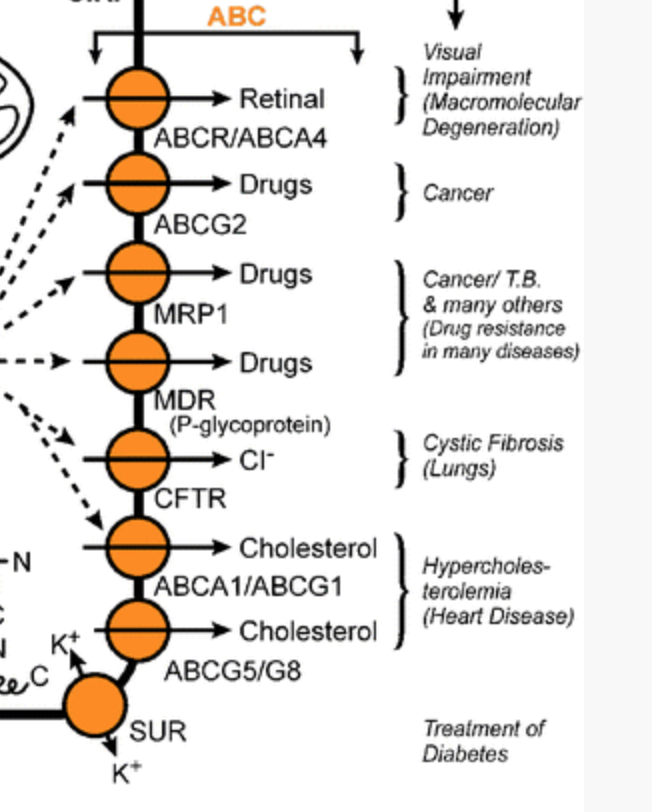 ABC
Visual
Impairment
(Macromolecular
Degeneration)
Retinal
ABCR/ABCA4
Drugs
Cancer
ABCG2
Drugs
Cancer/ T.B.
& many others
(Drug resistance
in many diseases)
MRP1
Drugs
MDR
(P-glycoprotein)
Cl⁻
Cystic Fibrosis
(Lungs)
CFTR
Cholesterol
Hypercholes-
terolemia
(Heart Disease)
ABCA1/ABCG1
Cholesterol
ABCG5/G8
N
K⁺
C
SUR
K⁺
Treatment of
Diabetes